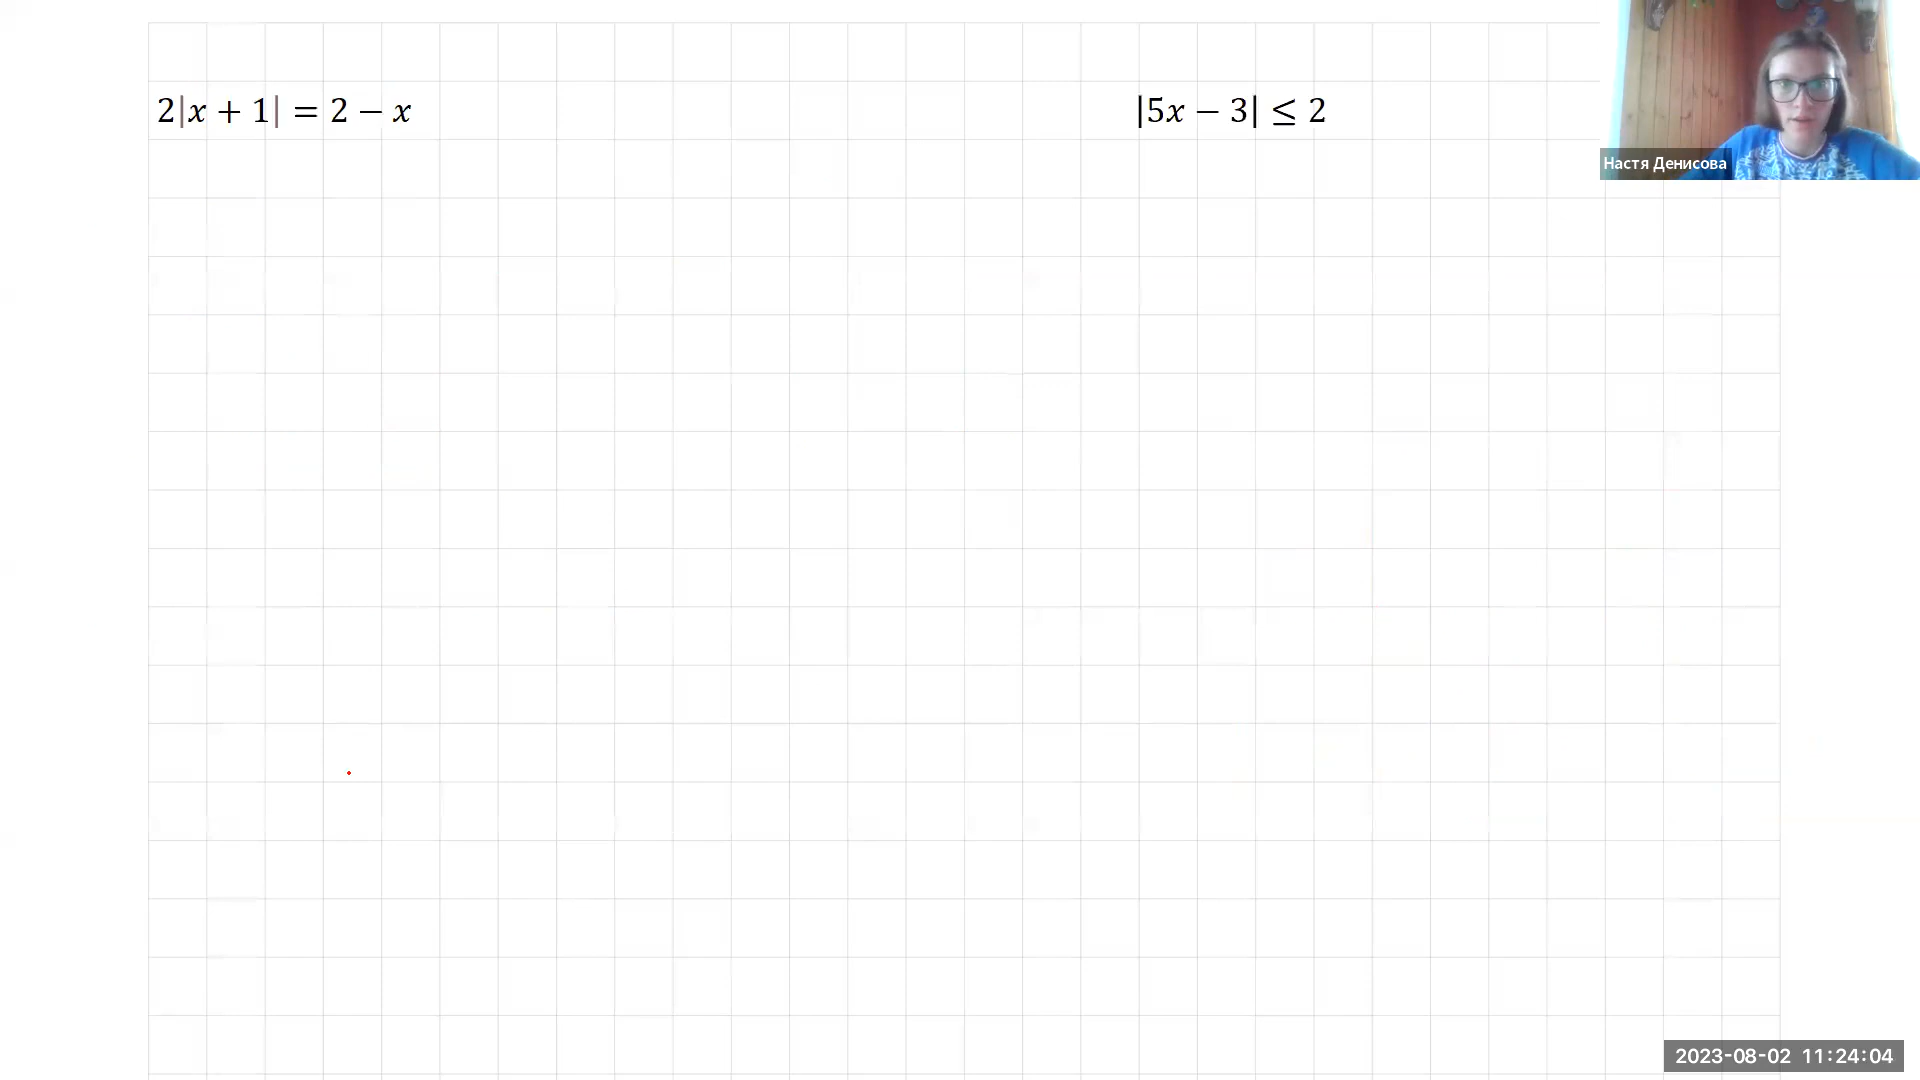 2|x + 1| = 2 − x
|5x − 3| ≤ 2
Настя Денисова
2023-08-02 11:24:04